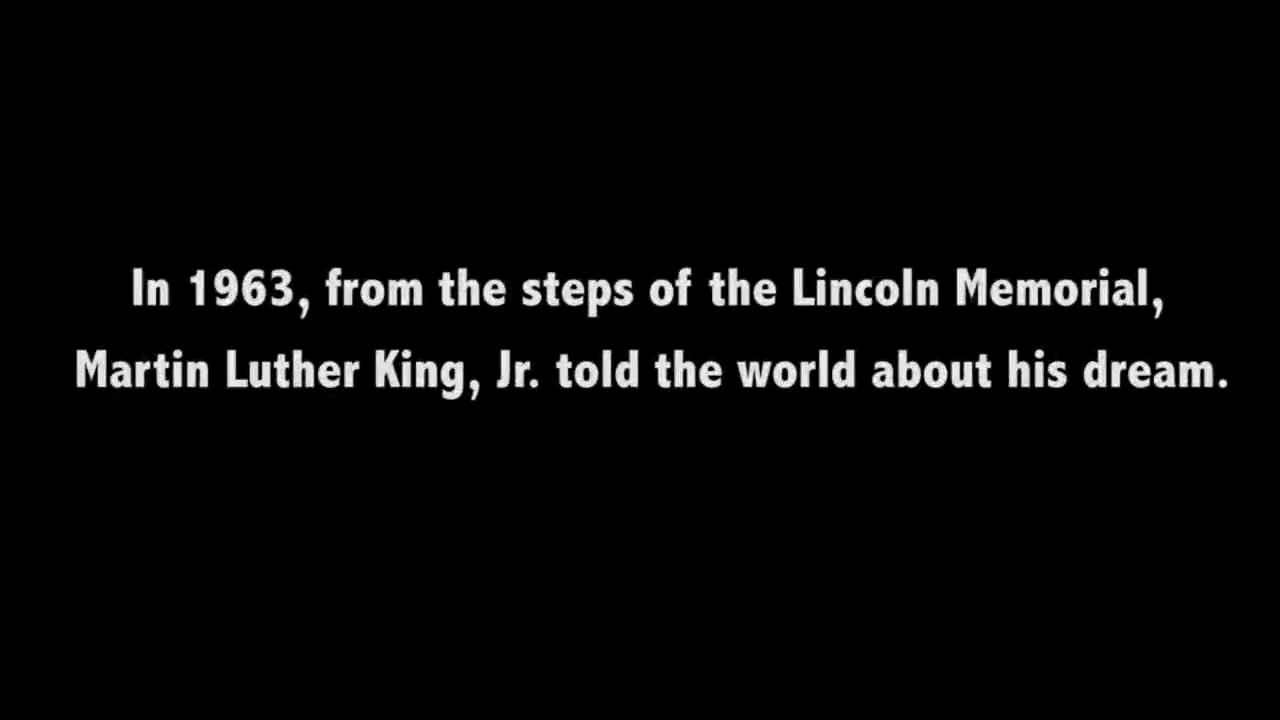 In 1963, from the steps of the Lincoln Memorial,
Martin Luther King, Jr. told the world about his dream.